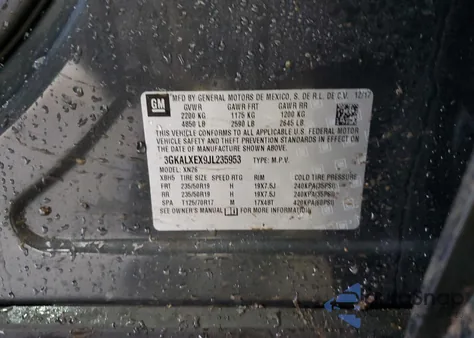 GM
MFD BY GENERAL MOTORS DE MEXICO, S. DE R.L. DE C.V. 12/17
GVWR GAWR FRT GAWR RR
2200 KG 1175 KG 1200 KG
4850 LB 2590 LB 2645 LB
THIS VEHICLE CONFORMS TO ALL APPLICABLE U.S. FEDERAL MOTOR
VEHICLE SAFETY AND THEFT PREVENTION STANDARDS IN EFFECT ON
THE DATE OF MANUFACTURE SHOWN ABOVE.
3GKALXEX9JL235953 TYPE: M.P.V.
MODEL: XN26
XBH5 TIRE SIZE SPEED RTG RIM COLD TIRE PRESSURE
FRT 235/50R19 H 19X7.5J 240KPA(35PSI)
RR 235/50R19 H 19X7.5J 240KPA(35PSI)
SPA T125/70R17 M 17X4BT 420KPA(60PSI)
SEE OWNER'S MANUAL